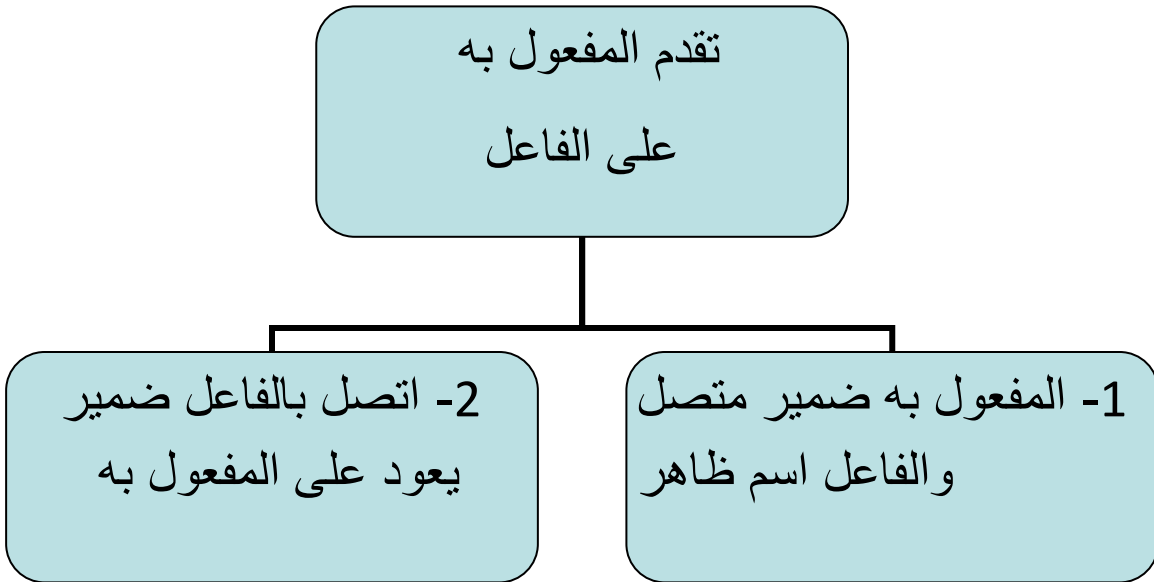 تقدم المفعول به
على الفاعل
1- المفعول به ضمير متصل
والفاعل اسم ظاهر
2- اتصل بالفاعل ضمير
يعود على المفعول به